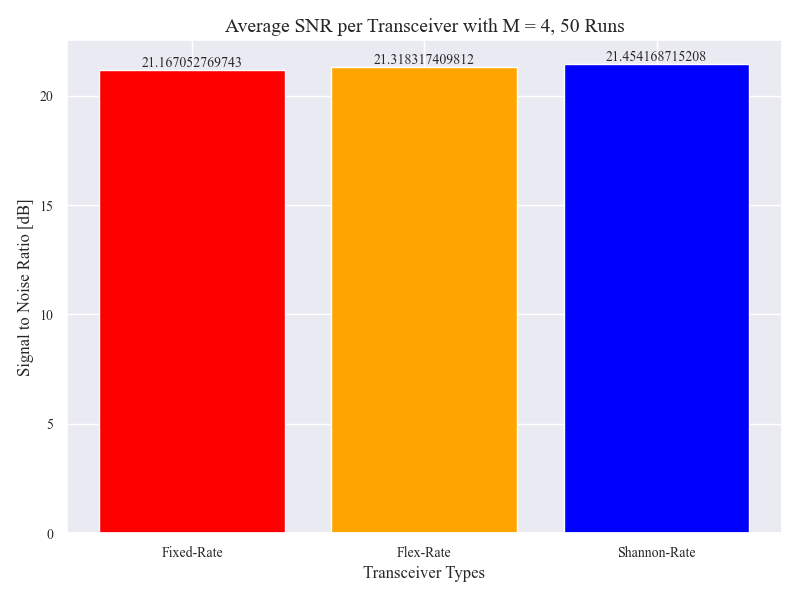 Average SNR per Transceiver with M = 4, 50 Runs
21.167052769743
21.318317409812
21.454168715208
20
15
10
5
0
Signal to Noise Ratio [dB]
Fixed-Rate
Flex-Rate
Shannon-Rate
Transceiver Types